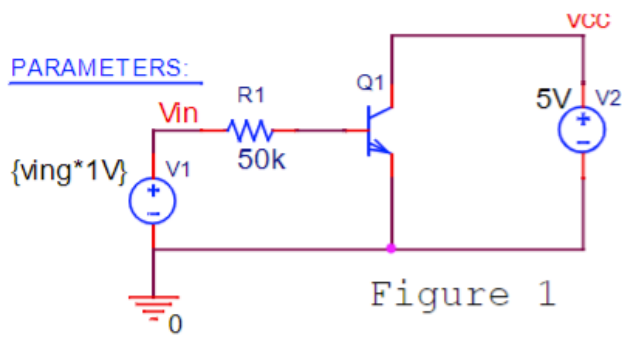 VCC
PARAMETERS:
R1
Q1
Vin
5V
V2
50k
{ving*1V}
V1
Figure 1
0